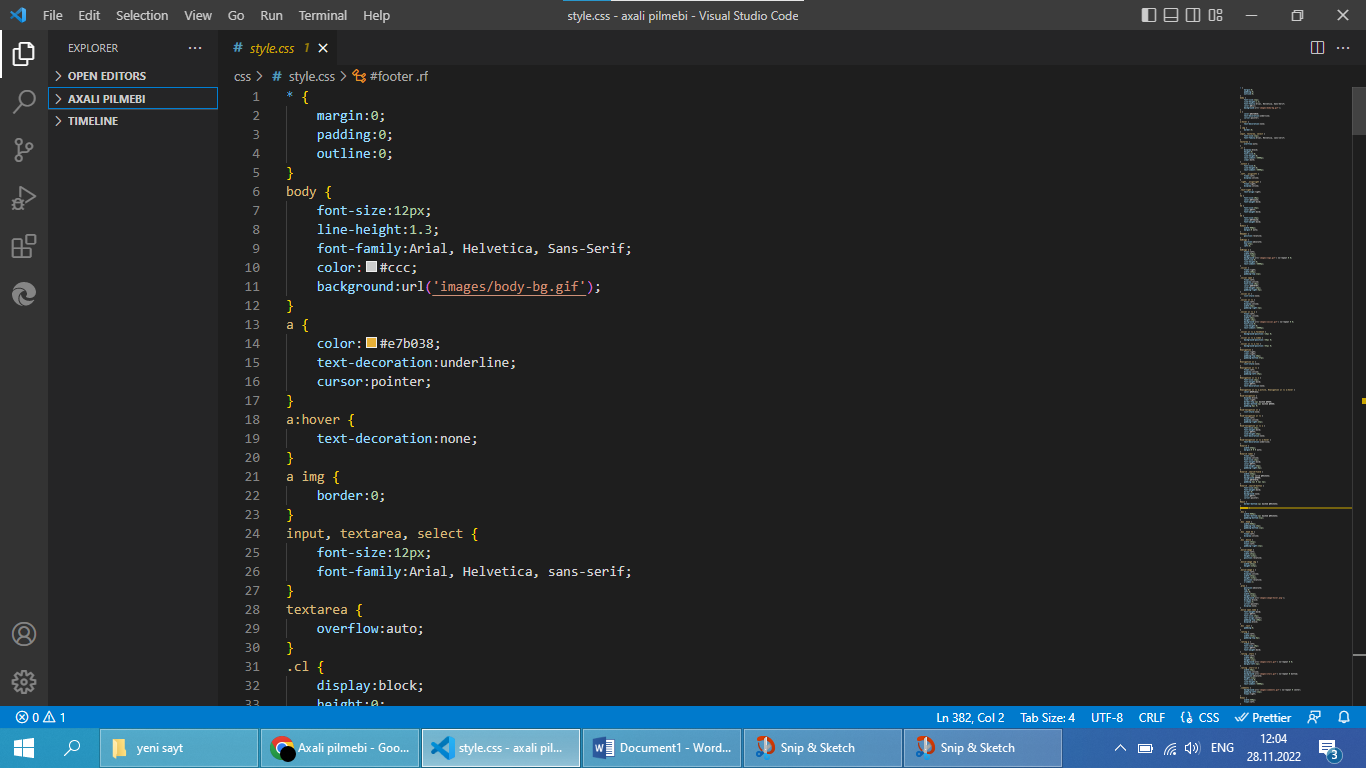 File Edit Selection View Go Run Terminal Help
style.css - axali pilmebi - Visual Studio Code
EXPLORER
OPEN EDITORS
AXALI PILMEBI
TIMELINE
# style.css 1
css > # style.css > #footer .rf
1 * {
2 margin:0;
3 padding:0;
4 outline:0;
5 }
6 body {
7 font-size:12px;
8 line-height:1.3;
9 font-family:Arial, Helvetica, Sans-Serif;
10 color:#ccc;
11 background:url('images/body-bg.gif');
12 }
13 a {
14 color:#e7b038;
15 text-decoration:underline;
16 cursor:pointer;
17 }
18 a:hover {
19 text-decoration:none;
20 }
21 a img {
22 border:0;
23 }
24 input, textarea, select {
25 font-size:12px;
26 font-family:Arial, Helvetica, sans-serif;
27 }
28 textarea {
29 overflow:auto;
30 }
31 .cl {
32 display:block;
33 height:0;
0 1
Ln 382, Col 2 Tab Size: 4 UTF-8 CRLF {} CSS Prettier
yeni sayt
Axali pilmebi - Goo...
style.css - axali pil...
Document1 - Word...
Snip & Sketch
Snip & Sketch
ENG
12:04
28.11.2022
3